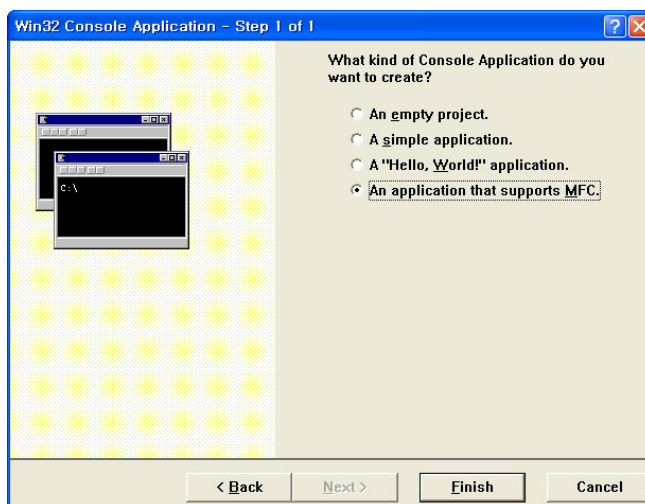 Win32 Console Application - Step 1 of 1
What kind of Console Application do you
want to create?
An empty project.
A simple application.
A "Hello, World!" application.
An application that supports MFC.
C:\
< Back
Next >
Finish
Cancel